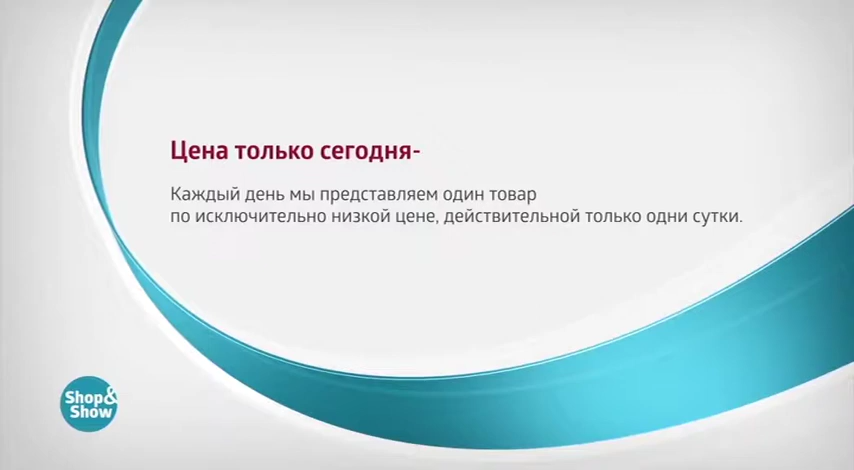 Цена только сегодня-
Каждый день мы представляем один товар
по исключительно низкой цене, действительной только одни сутки.
Shop&
Show